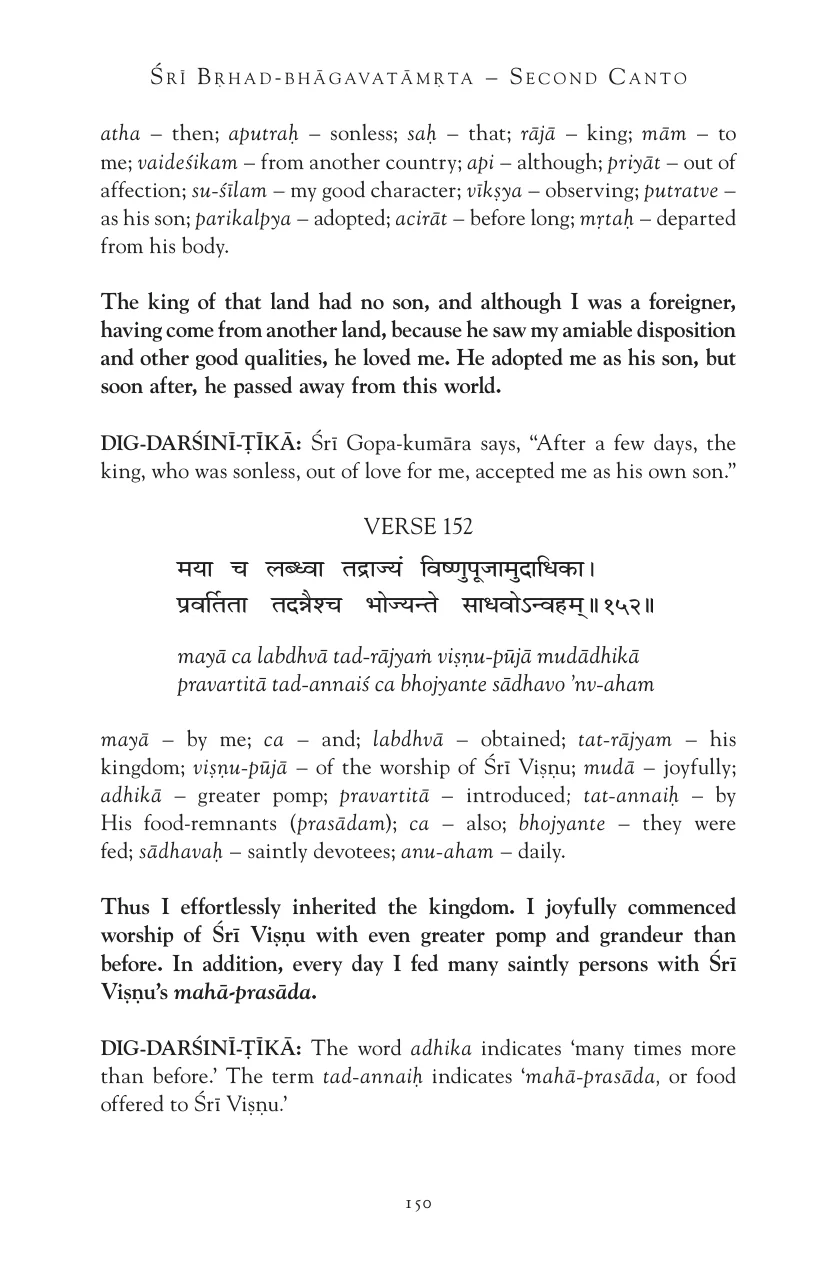 Śrī Bṛhad-bhāgavatāmṛta – Second Canto
atha – then; aputraḥ – sonless; saḥ – that; rājā – king; mām – to
me; vaideśikam – from another country; api – although; priyāt – out of
affection; su-śīlam – my good character; vīkṣya – observing; putratve –
as his son; parikalpya – adopted; acirāt – before long; mṛtaḥ – departed
from his body.
The king of that land had no son, and although I was a foreigner,
having come from another land, because he saw my amiable disposition
and other good qualities, he loved me. He adopted me as his son, but
soon after, he passed away from this world.
DIG-DARŚINĪ-ṬĪKĀ: Śrī Gopa-kumāra says, “After a few days, the
king, who was sonless, out of love for me, accepted me as his own son.”
VERSE 152
मया च लब्ध्वा तद्राज्यं विष्णुपूजामुदाधिका।
प्रवर्तिता तदन्नैश्च भोज्यन्ते साधवोऽन्वहम्॥१५२॥
mayā ca labdhvā tad-rājyaṁ viṣṇu-pūjā mudādhikā
pravartitā tad-annaiś ca bhojyante sādhavo ’nv-aham
mayā – by me; ca – and; labdhvā – obtained; tat-rājyam – his
kingdom; viṣṇu-pūjā – of the worship of Śrī Viṣṇu; mudā – joyfully;
adhikā – greater pomp; pravartitā – introduced; tat-annaiḥ – by
His food-remnants (prasādam); ca – also; bhojyante – they were
fed; sādhavaḥ – saintly devotees; anu-aham – daily.
Thus I effortlessly inherited the kingdom. I joyfully commenced
worship of Śrī Viṣṇu with even greater pomp and grandeur than
before. In addition, every day I fed many saintly persons with Śrī
Viṣṇu’s mahā-prasāda.
DIG-DARŚINĪ-ṬĪKĀ: The word adhika indicates ‘many times more
than before.’ The term tad-annaiḥ indicates ‘mahā-prasāda, or food
offered to Śrī Viṣṇu.’
150